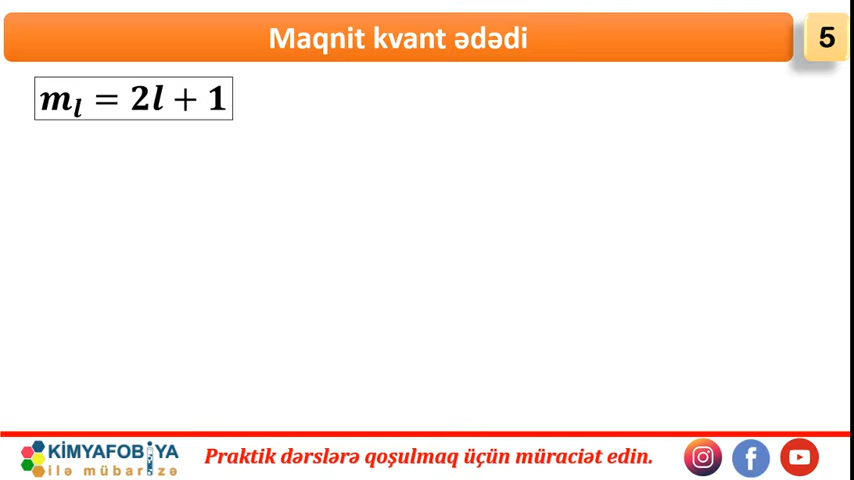 Maqnit kvant ədədi
5
mₗ = 2l + 1
KİMYAFOBİYA
ilə mübarizə
Praktik dərslərə qoşulmaq üçün müraciət edin.